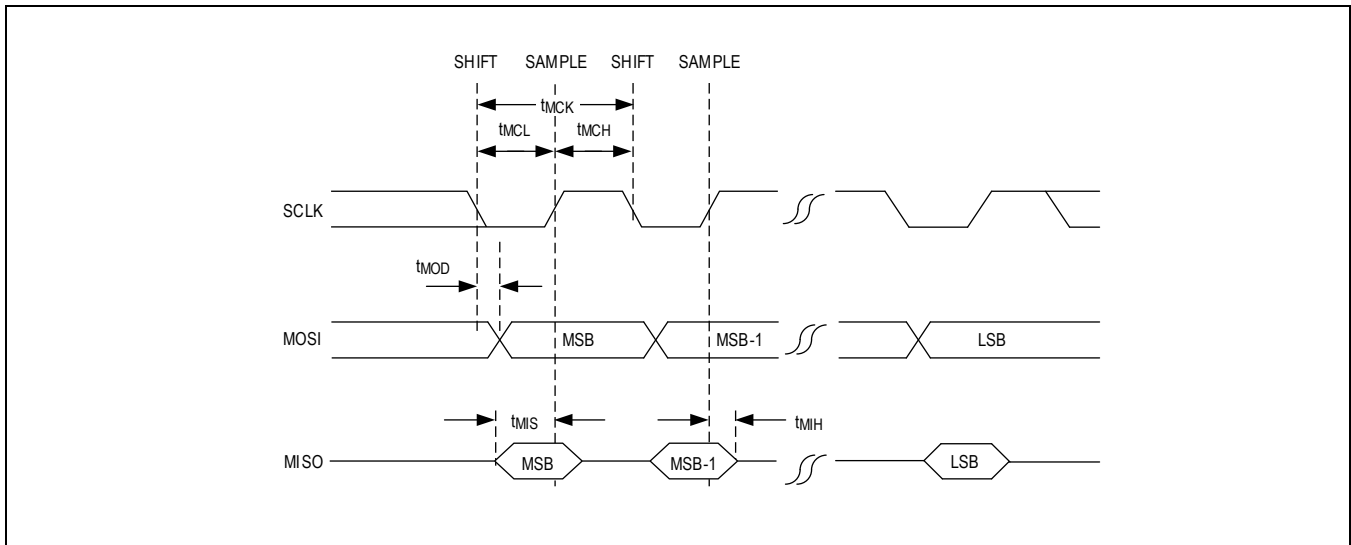 SHIFT SAMPLE SHIFT SAMPLE
tMCK
tMCL tMCH
SCLK
tMOD
MOSI MSB MSB-1 LSB
tMIS tMIH
MISO MSB MSB-1 LSB